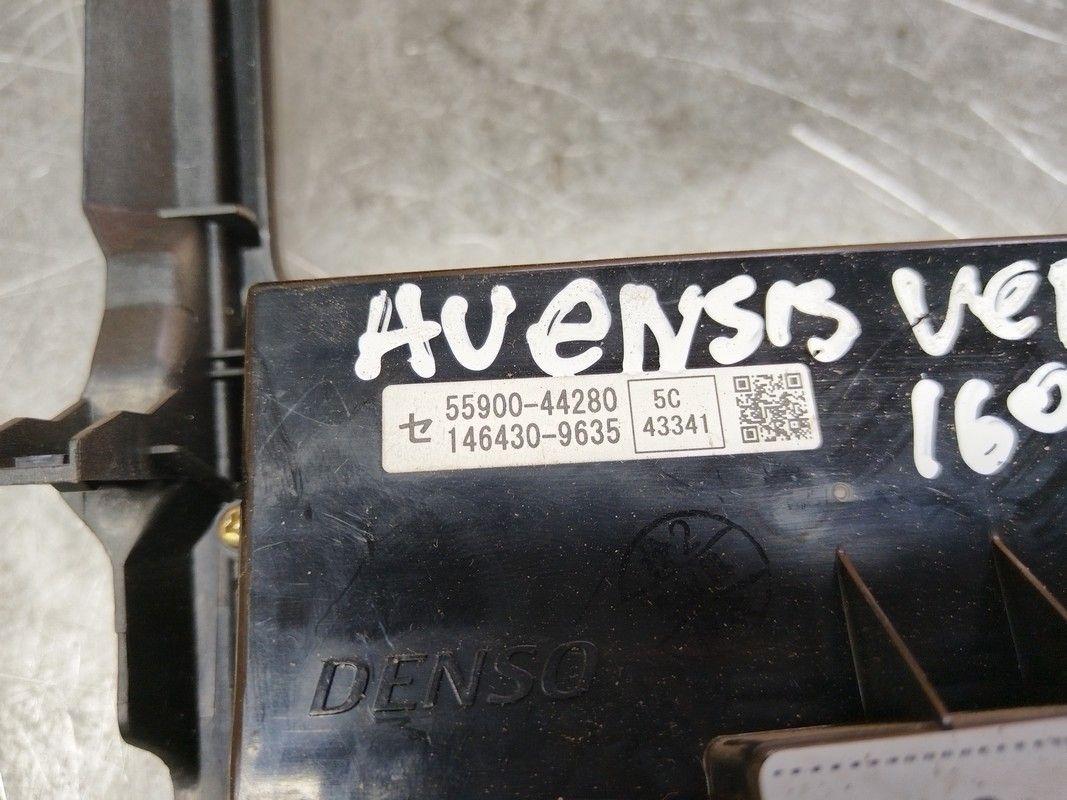 AVENSIS VE
160
セ 55900-44280 5C
146430-9635 43341
DENSO